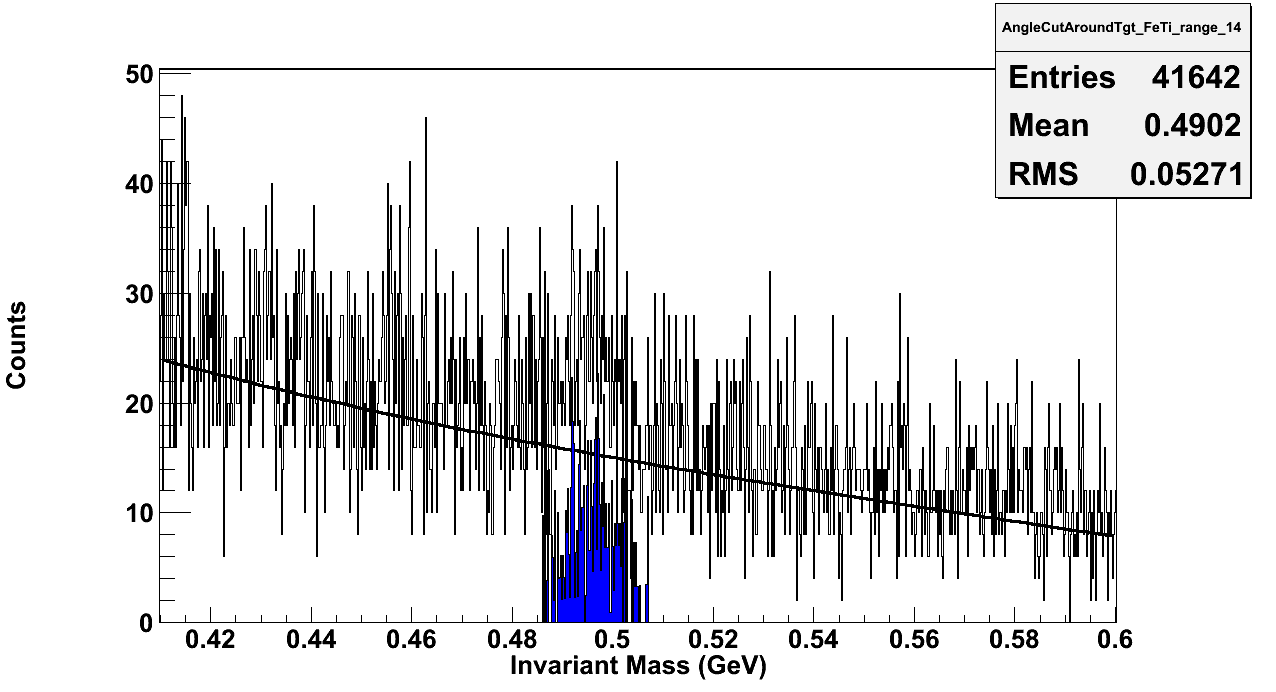 AngleCutAroundTgt_FeTi_range_14
Entries 41642
Mean 0.4902
RMS 0.05271
50
40
30
20
10
0
Counts
0.42 0.44 0.46 0.48 0.5 0.52 0.54 0.56 0.58 0.6
Invariant Mass (GeV)